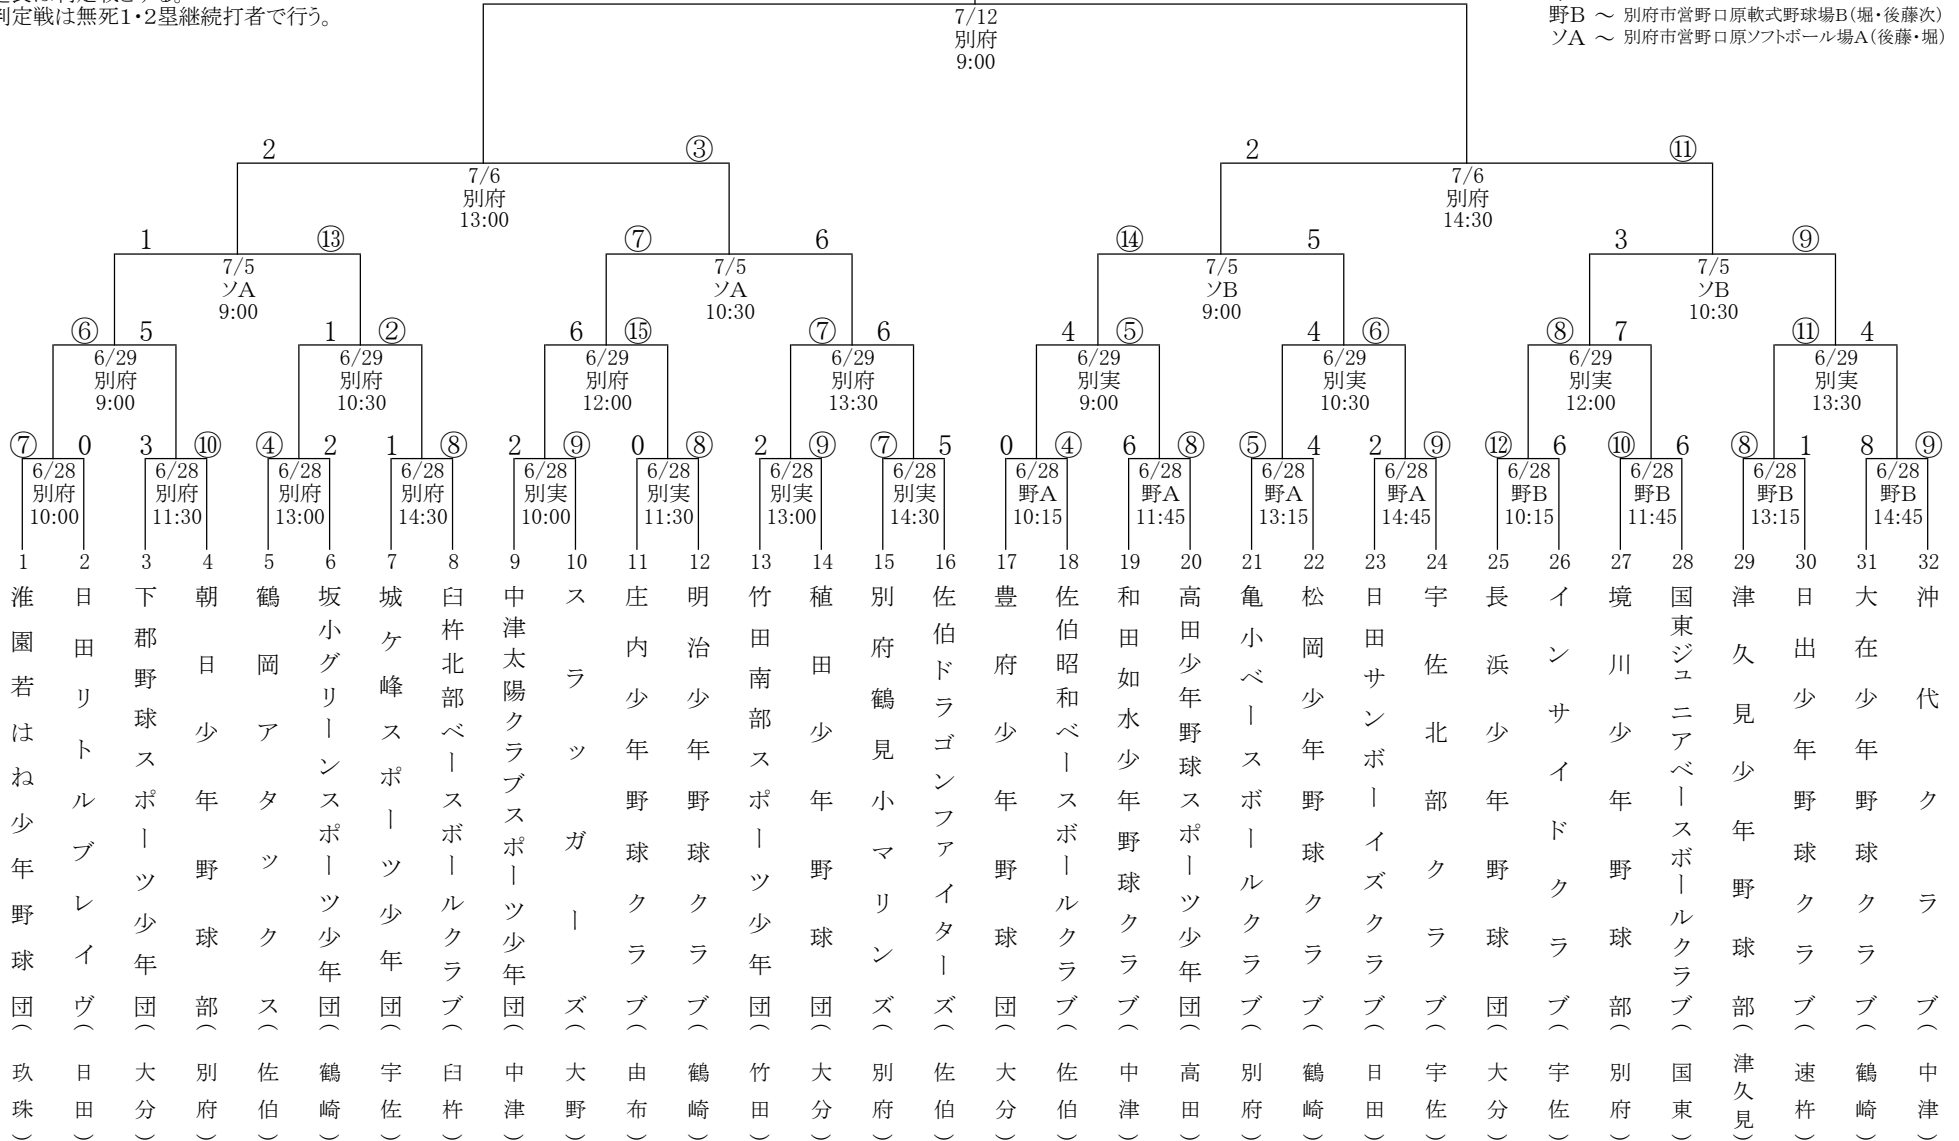 判定戦は無死1・2塁継続打者で行う。
野B ～ 別府市営野口原軟式野球場B(堀・後藤次)
ソA ～ 別府市営野口原ソフトボール場A(後藤・堀)
7/12
別府
9:00
2 ③ 2 ⑪
7/6 7/6
別府 別府
13:00 14:30
1 ⑬ ⑦ 6 ⑭ 5 3 ⑨
7/5 7/5 7/5 7/5
ソA ソA ソB ソB
9:00 10:30 9:00 10:30
⑥ 5 1 ② 6 ⑮ ⑦ 6 4 ⑤ 4 ⑥ ⑧ 7 ⑪ 4
6/29 6/29 6/29 6/29 6/29 6/29 6/29 6/29
別府 別府 別府 別府 別実 別実 別実 別実
9:00 10:30 12:00 13:30 9:00 10:30 12:00 13:30
⑦ 0 3 ⑩ ④ 2 1 ⑧ 2 ⑨ 0 ⑧ 2 ⑨ ⑦ 5 0 ④ 6 ⑧ ⑤ 4 2 ⑨ ⑫ 6 ⑩ 6 ⑧ 1 8 ⑨
6/28 6/28 6/28 6/28 6/28 6/28 6/28 6/28 6/28 6/28 6/28 6/28 6/28 6/28 6/28 6/28
別府 別府 別府 別府 別実 別実 別実 別実 野A 野A 野A 野A 野B 野B 野B 野B
10:00 11:30 13:00 14:30 10:00 11:30 13:00 14:30 10:15 11:45 13:15 14:45 10:15 11:45 13:15 14:45
1 淮園若はね少年野球団(玖珠)
2 日田リトルブレイヴ(日田)
3 下郡野球スポーツ少年団(大分)
4 朝日少年野球部(別府)
5 鶴岡アタックス(佐伯)
6 坂小グリーンスポーツ少年団(鶴崎)
7 城ケ峰スポーツ少年団(宇佐)
8 臼杵北部ベースボールクラブ(臼杵)
9 中津太陽クラブスポーツ少年団(中津)
10 スラッガーズ(大野)
11 庄内少年野球クラブ(由布)
12 明治少年野球クラブ(鶴崎)
13 竹田南部スポーツ少年団(竹田)
14 稙田少年野球団(大分)
15 別府鶴見小マリンズ(別府)
16 佐伯ドラゴンファイターズ(佐伯)
17 豊府少年野球団(大分)
18 佐伯昭和ベースボールクラブ(佐伯)
19 和田如水少年野球クラブ(中津)
20 高田少年野球スポーツ少年団(高田)
21 亀小ベースボールクラブ(別府)
22 松岡少年野球クラブ(鶴崎)
23 日田サンボーイズクラブ(日田)
24 宇佐北部クラブ(宇佐)
25 長浜少年野球団(大分)
26 インサイドクラブ(宇佐)
27 境川少年野球部(別府)
28 国東ジュニアベースボールクラブ(国東)
29 津久見少年野球部(津久見)
30 日出少年野球クラブ(速杵)
31 大在少年野球クラブ(鶴崎)
32 沖代クラブ(中津)